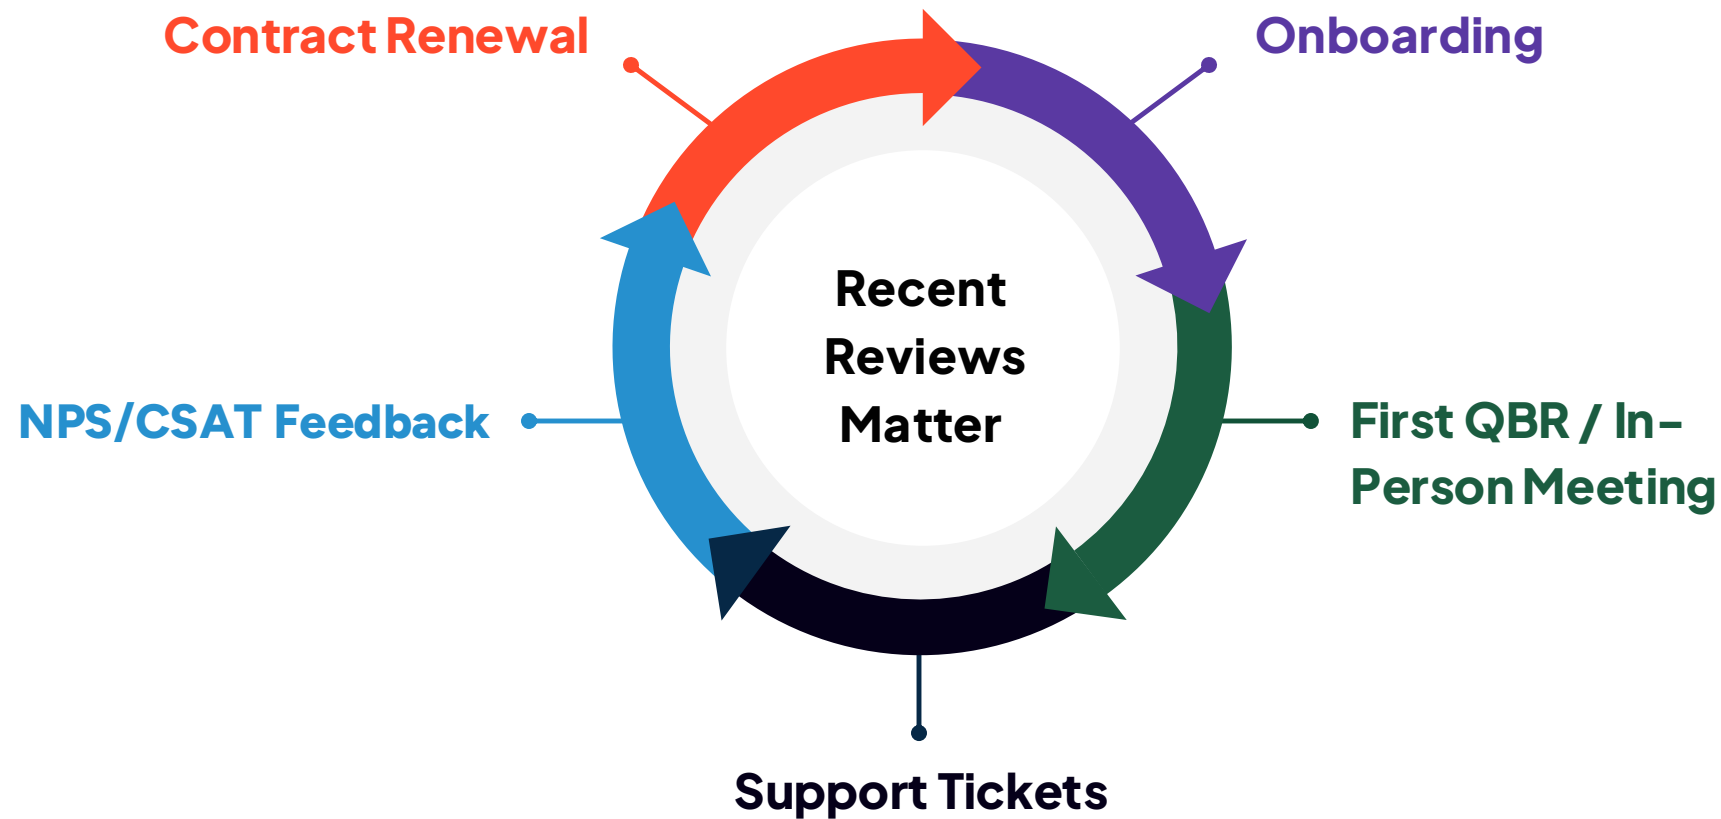 Contract Renewal
Onboarding
Recent
Reviews
Matter
NPS/CSAT Feedback
First QBR / In-
Person Meeting
Support Tickets